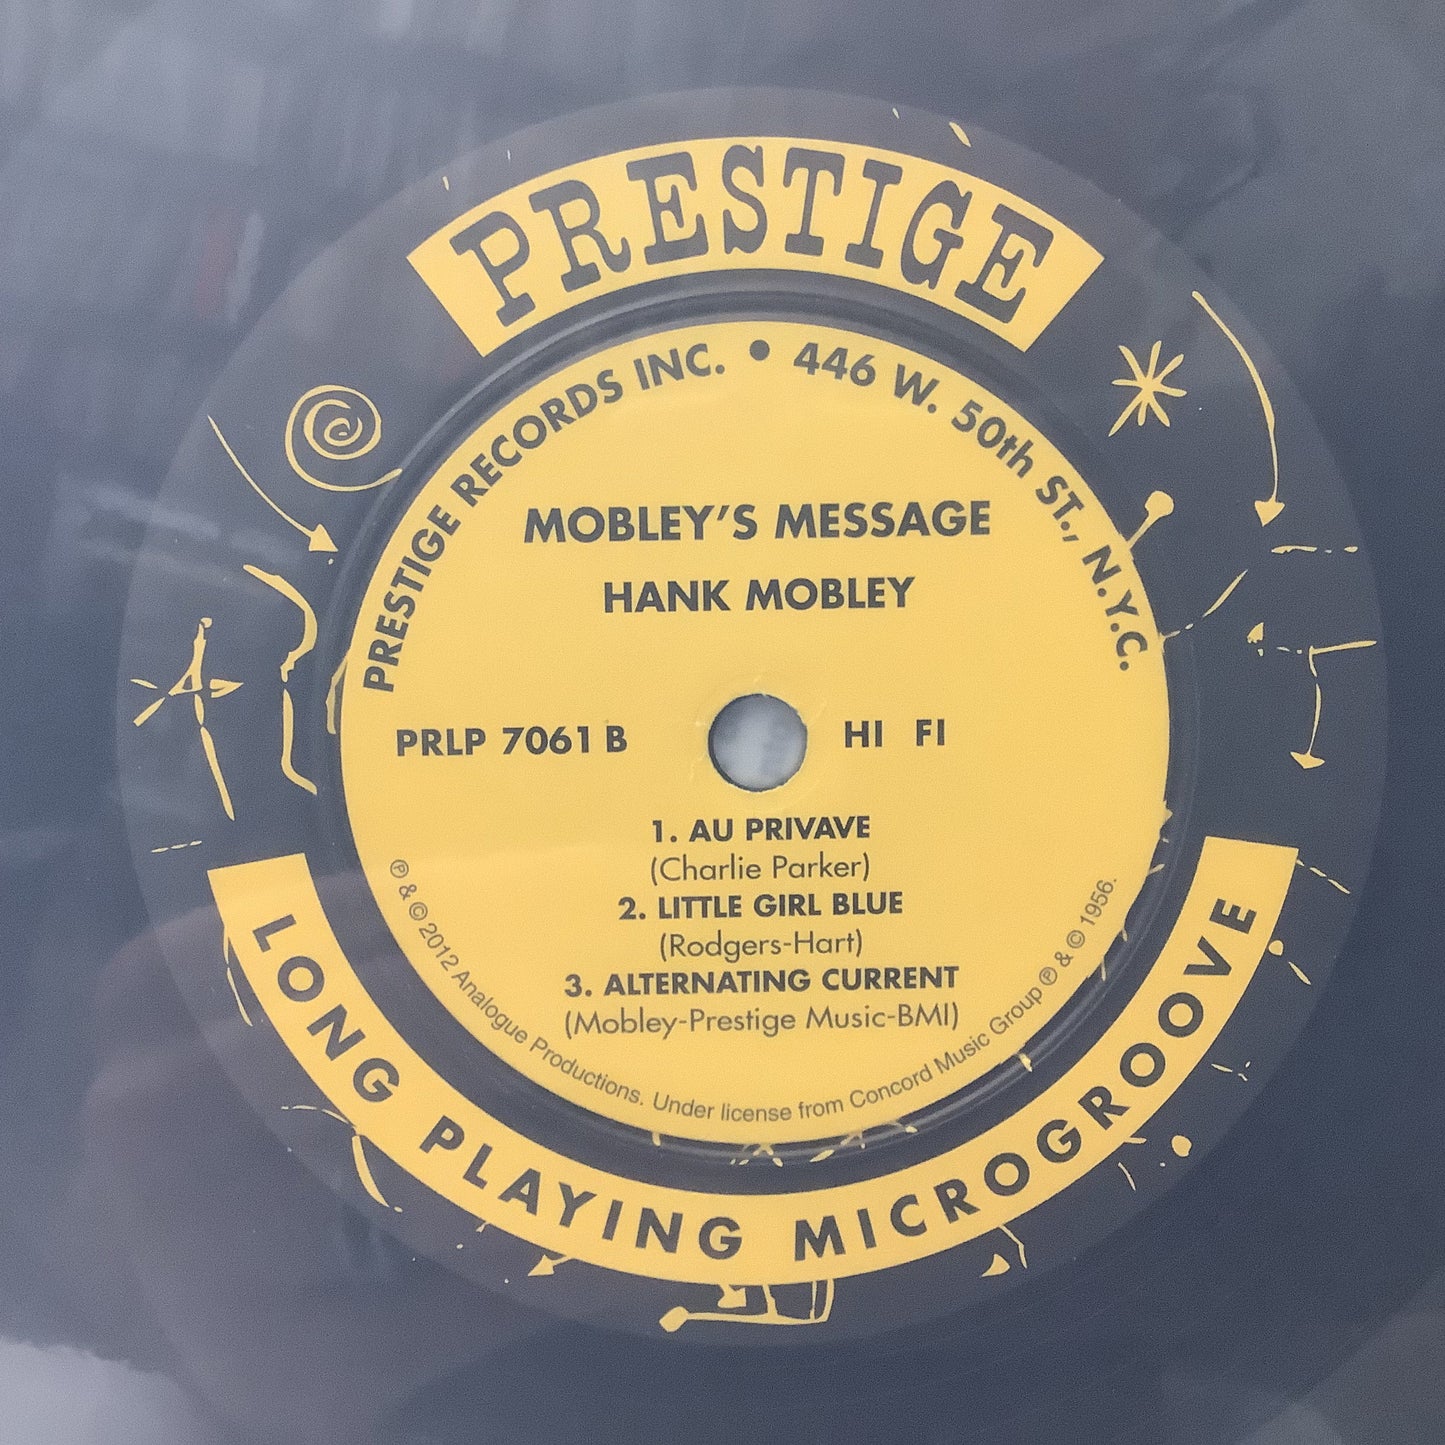 PRESTIGE
PRESTIGE RECORDS INC. • 446 W. 50th ST., N.Y.C.
MOBLEY'S MESSAGE
HANK MOBLEY
PRLP 7061 B
HI FI
1. AU PRIVAVE
(Charlie Parker)
2. LITTLE GIRL BLUE
(Rodgers-Hart)
3. ALTERNATING CURRENT
(Mobley-Prestige Music-BMI)
℗ & © 2012 Analogue Productions. Under license from Concord Music Group ℗ & © 1956.
LONG PLAYING MICROGROOVE